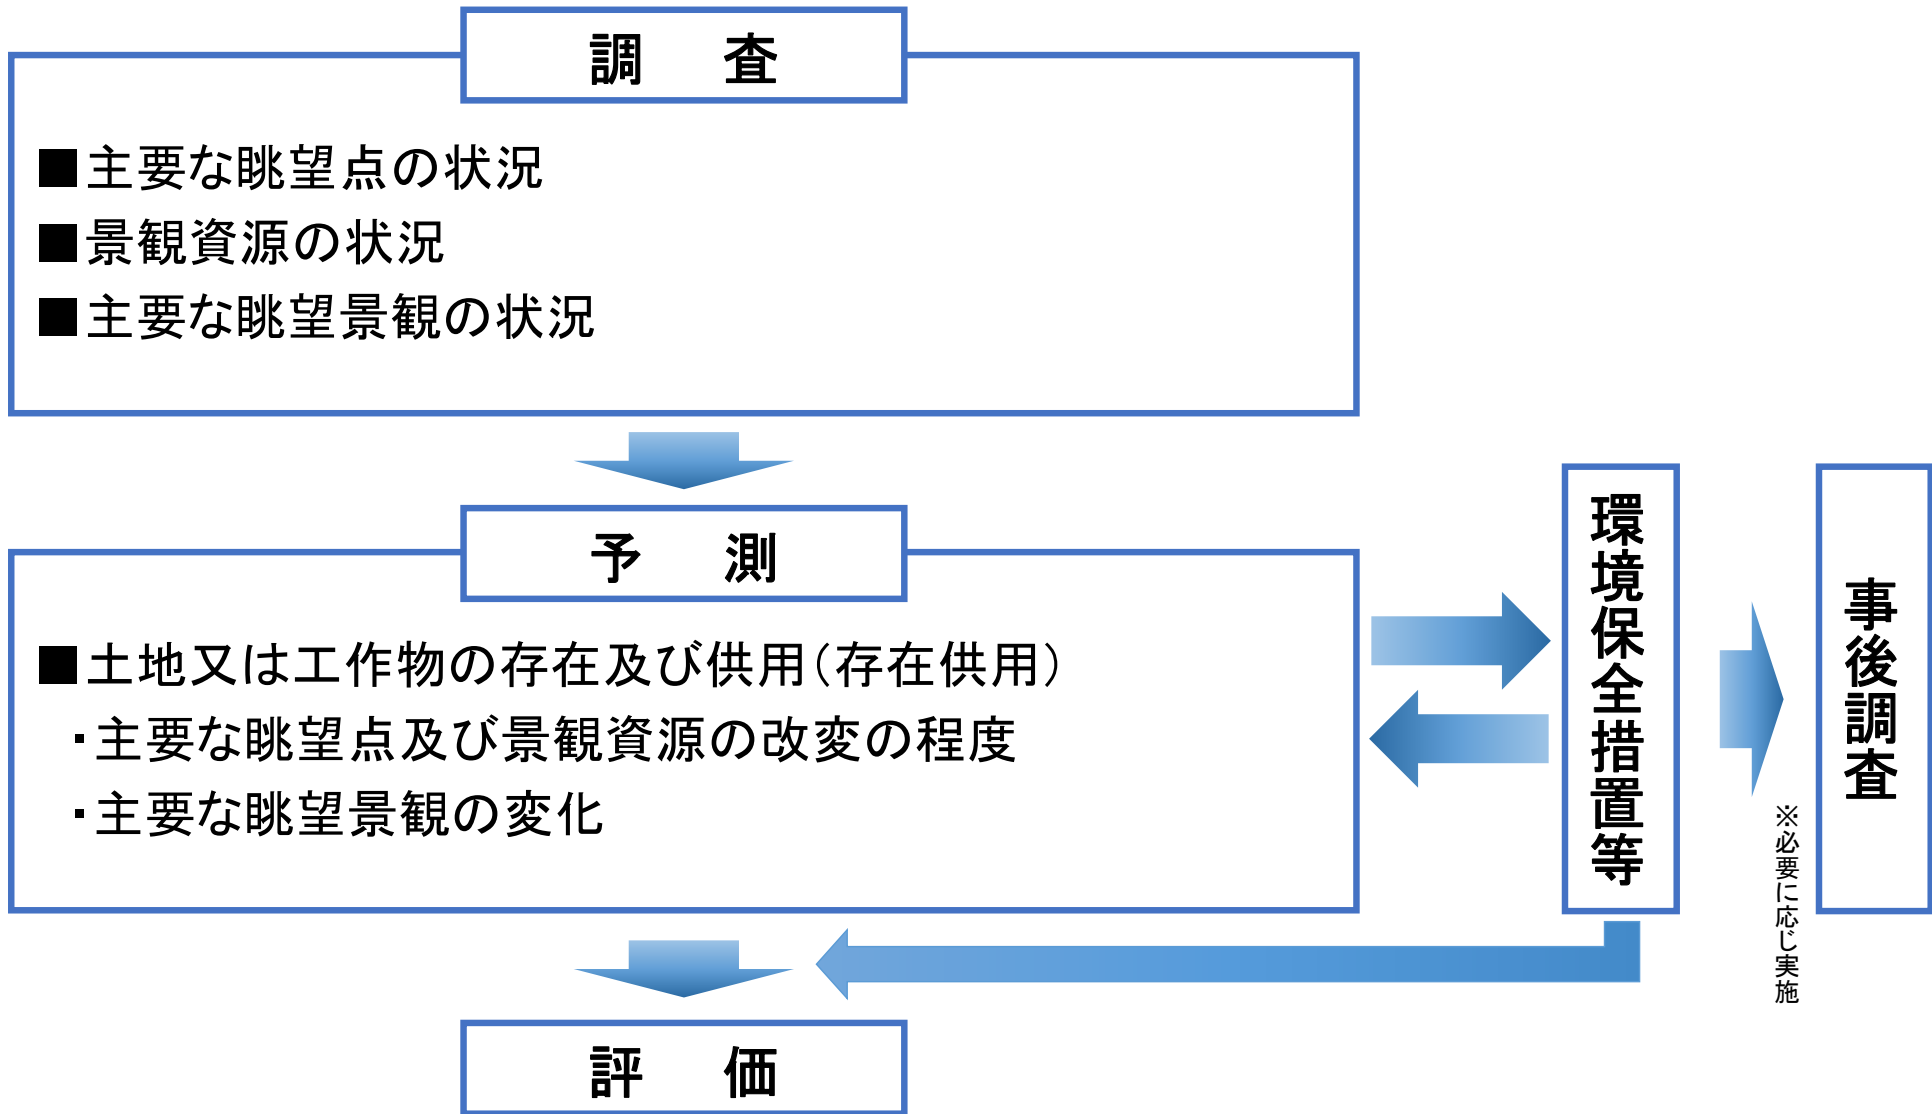 調　査
■主要な眺望点の状況
■景観資源の状況
■主要な眺望景観の状況
予　測
■土地又は工作物の存在及び供用（存在供用）
・主要な眺望点及び景観資源の改変の程度
・主要な眺望景観の変化
環境保全措置等
事後調査
※必要に応じ実施
評　価